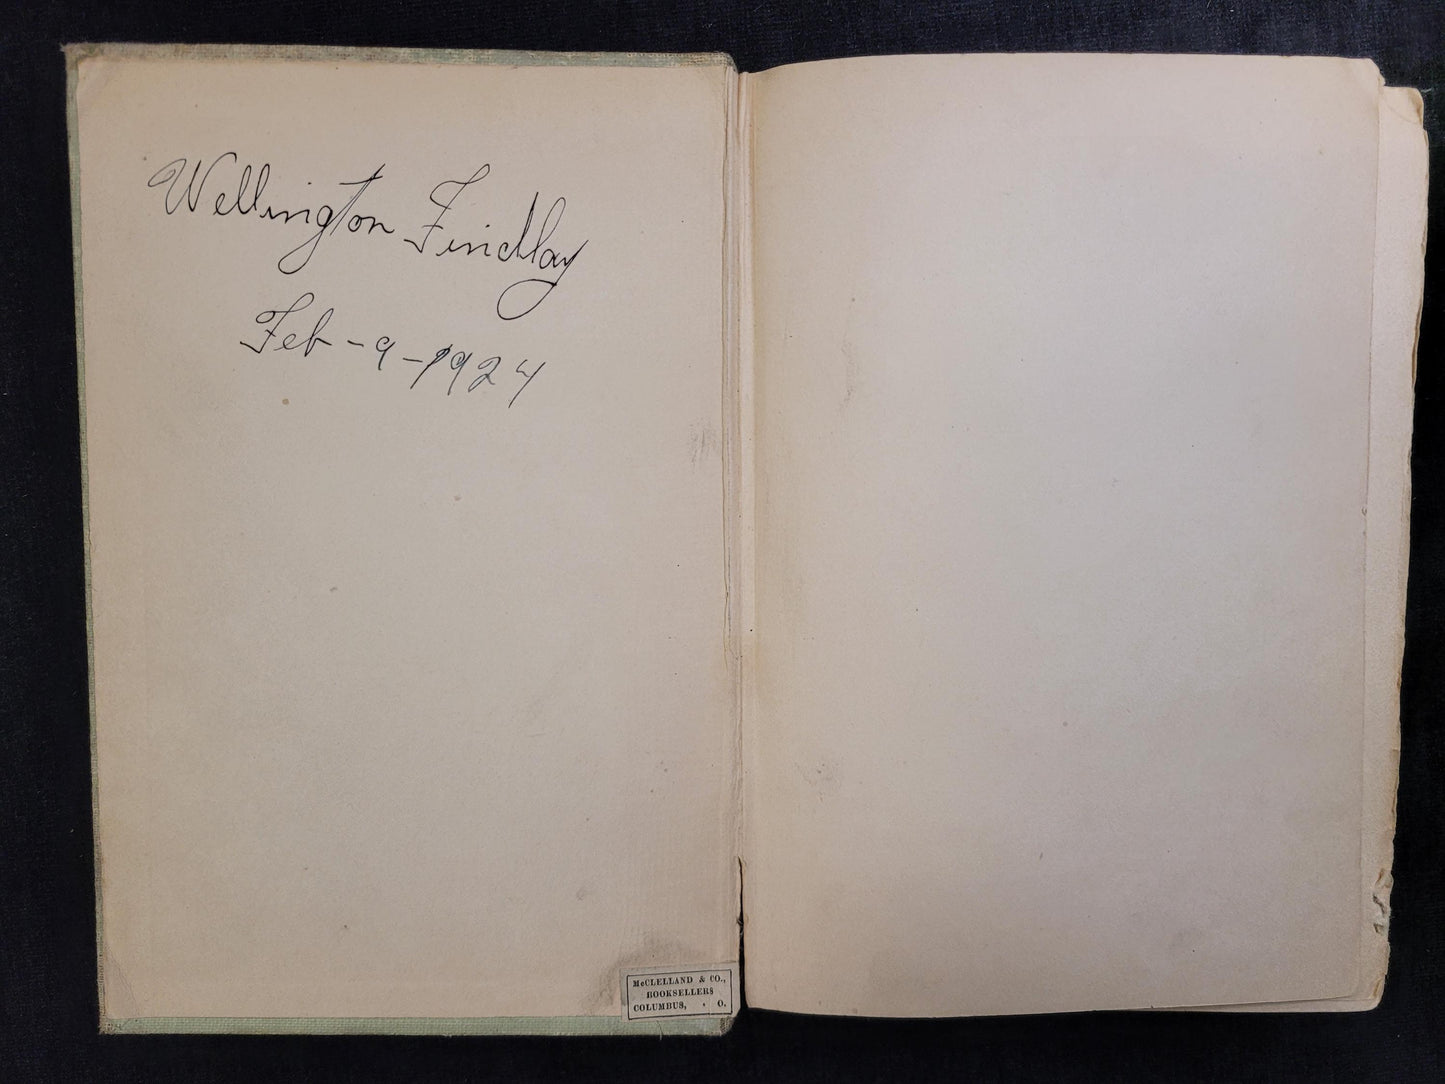 Wellington Findlay
Feb - 9 - 1924
McCLELLAND & CO.,
BOOKSELLERS
COLUMBUS, · O.